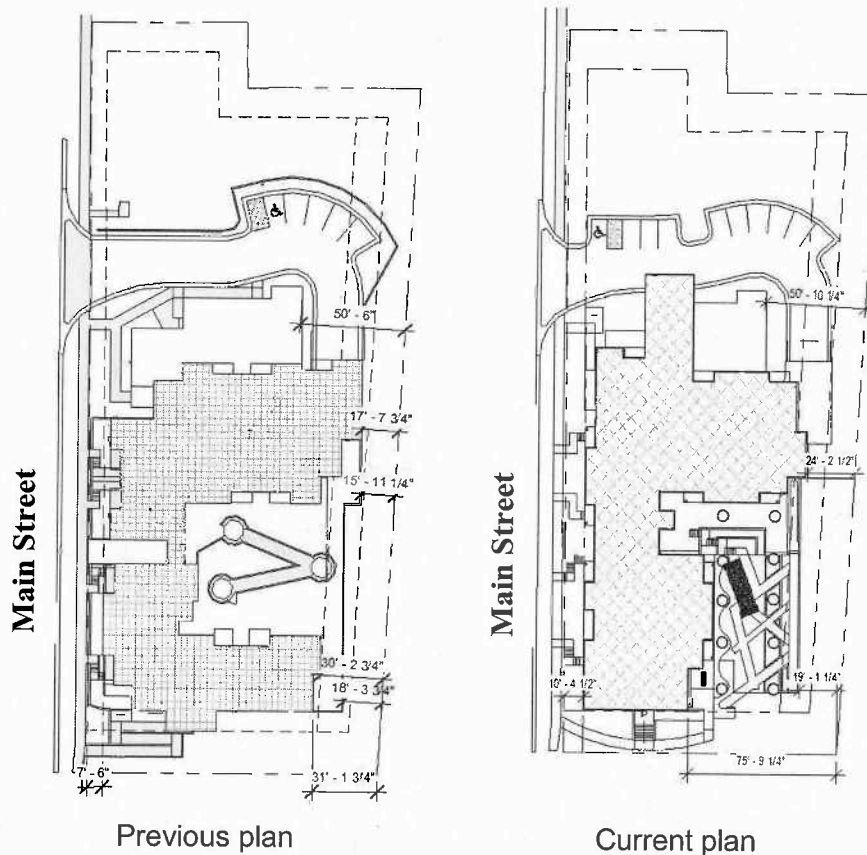 Main Street
50' - 6"
17' - 7 3/4"
15' - 11 1/4"
30' - 2 3/4"
18' - 3 3/4"
7' - 6"
31' - 1 3/4"
Previous plan
Main Street
50' - 10 1/4"
24' - 2 1/2"
10' - 4 1/2"
19' - 1 1/4"
75' - 9 1/4"
Current plan